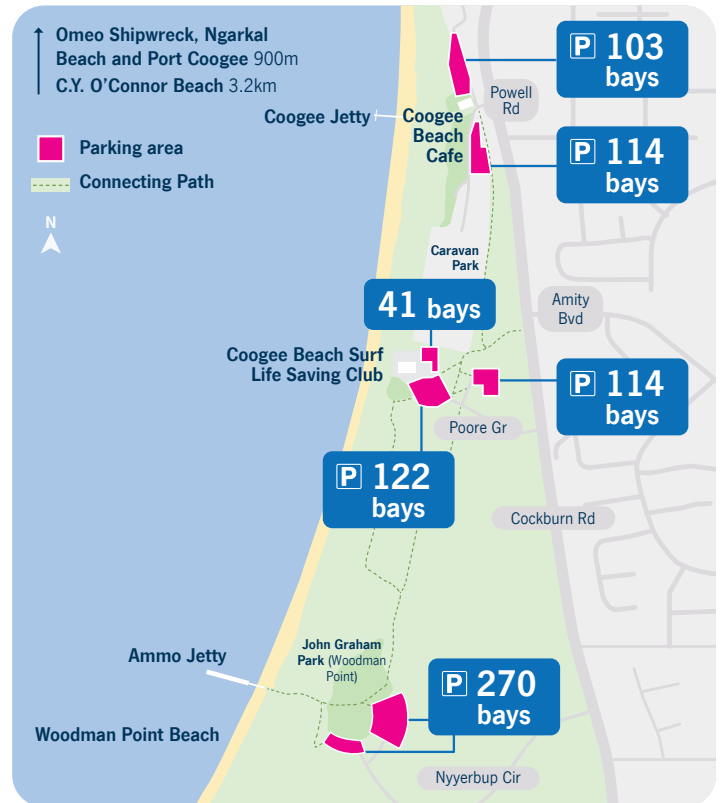 Omeo Shipwreck, Ngarkal
Beach and Port Coogee 900m
C.Y. O'Connor Beach 3.2km
P 103
bays
Powell
Rd
Coogee Jetty
Coogee
Beach
Cafe
Parking area
P 114
bays
Connecting Path
N
Caravan
Park
41 bays
Amity
Bvd
Coogee Beach Surf
Life Saving Club
P 114
bays
Poore Gr
P 122
bays
Cockburn Rd
John Graham
Park (Woodman
Point)
Ammo Jetty
P 270
bays
Woodman Point Beach
Nyyerbup Cir